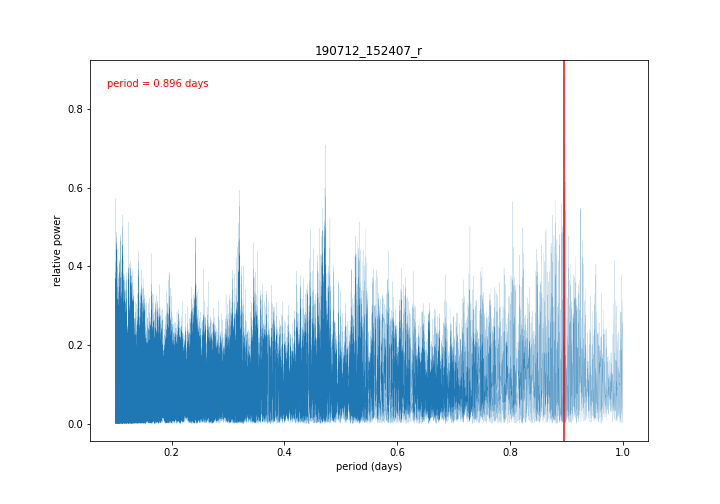 190712_152407_r
period = 0.896 days
relative power
0.8
0.6
0.4
0.2
0.0
0.2 0.4 0.6 0.8 1.0
period (days)